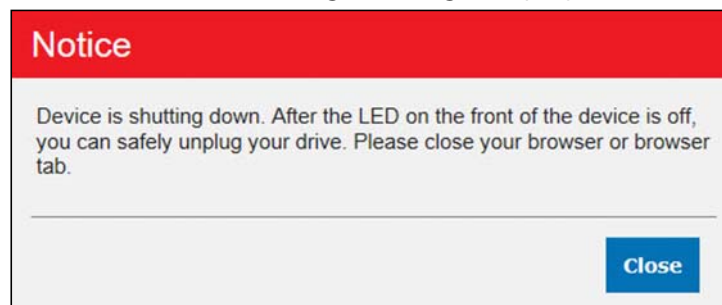 Notice
Device is shutting down. After the LED on the front of the device is off,
you can safely unplug your drive. Please close your browser or browser
tab.
Close